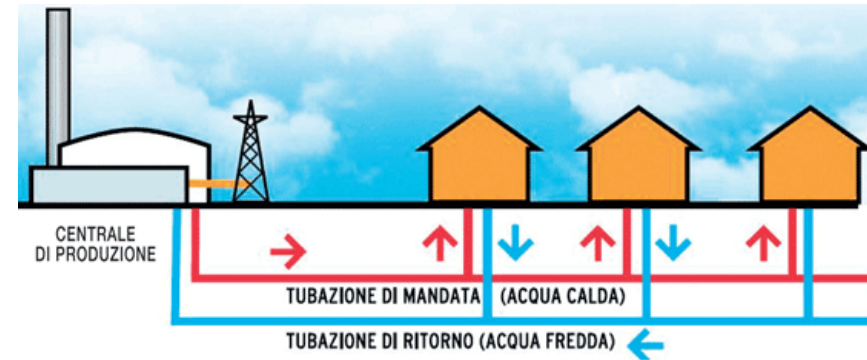 CENTRALE
DI PRODUZIONE
TUBAZIONE DI MANDATA (ACQUA CALDA)
TUBAZIONE DI RITORNO (ACQUA FREDDA)